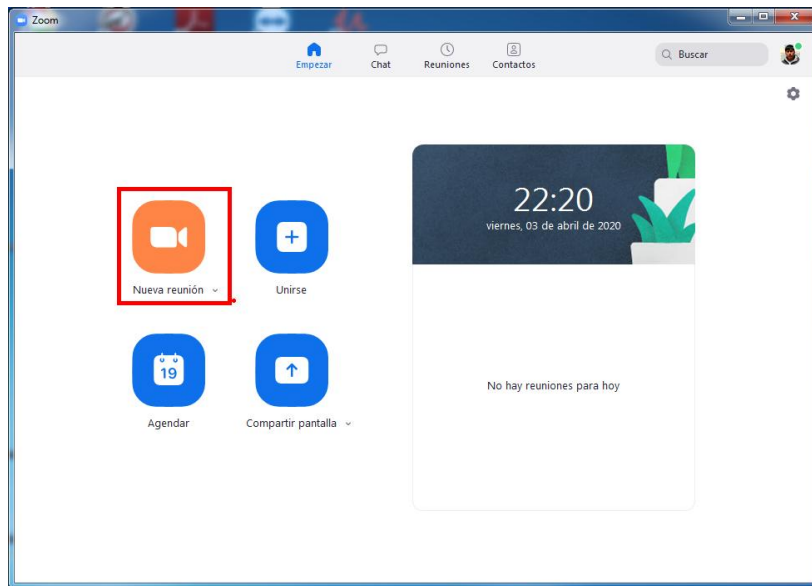 Zoom
Empezar
Chat
Reuniones
Contactos
Buscar
22:20
viernes, 03 de abril de 2020
Nueva reunión
Unirse
19
Agendar
Compartir pantalla
No hay reuniones para hoy